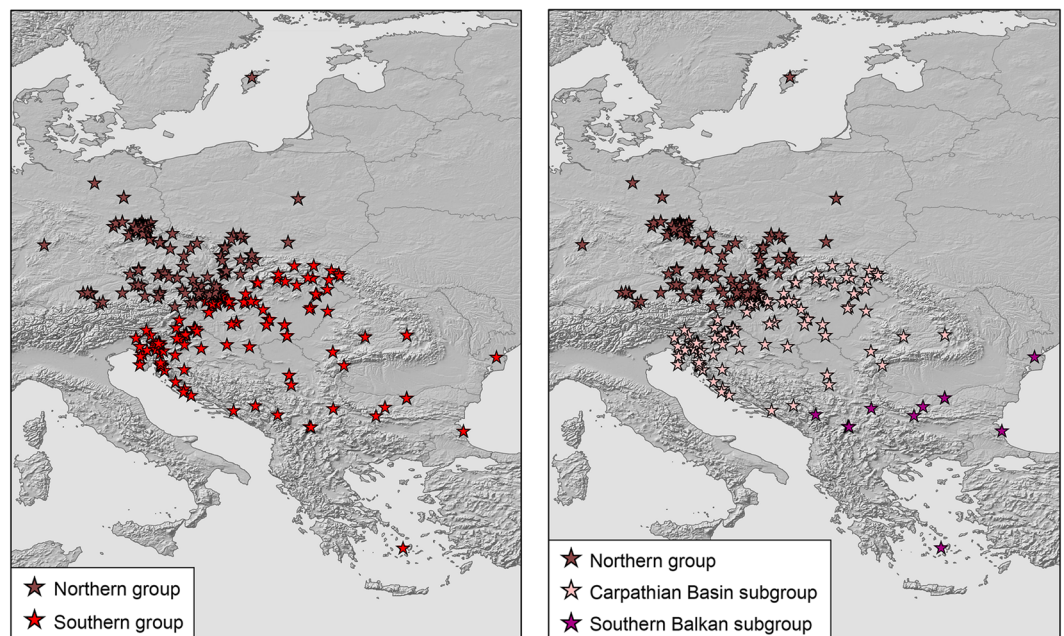 Northern group
Southern group
Northern group
Carpathian Basin subgroup
Southern Balkan subgroup